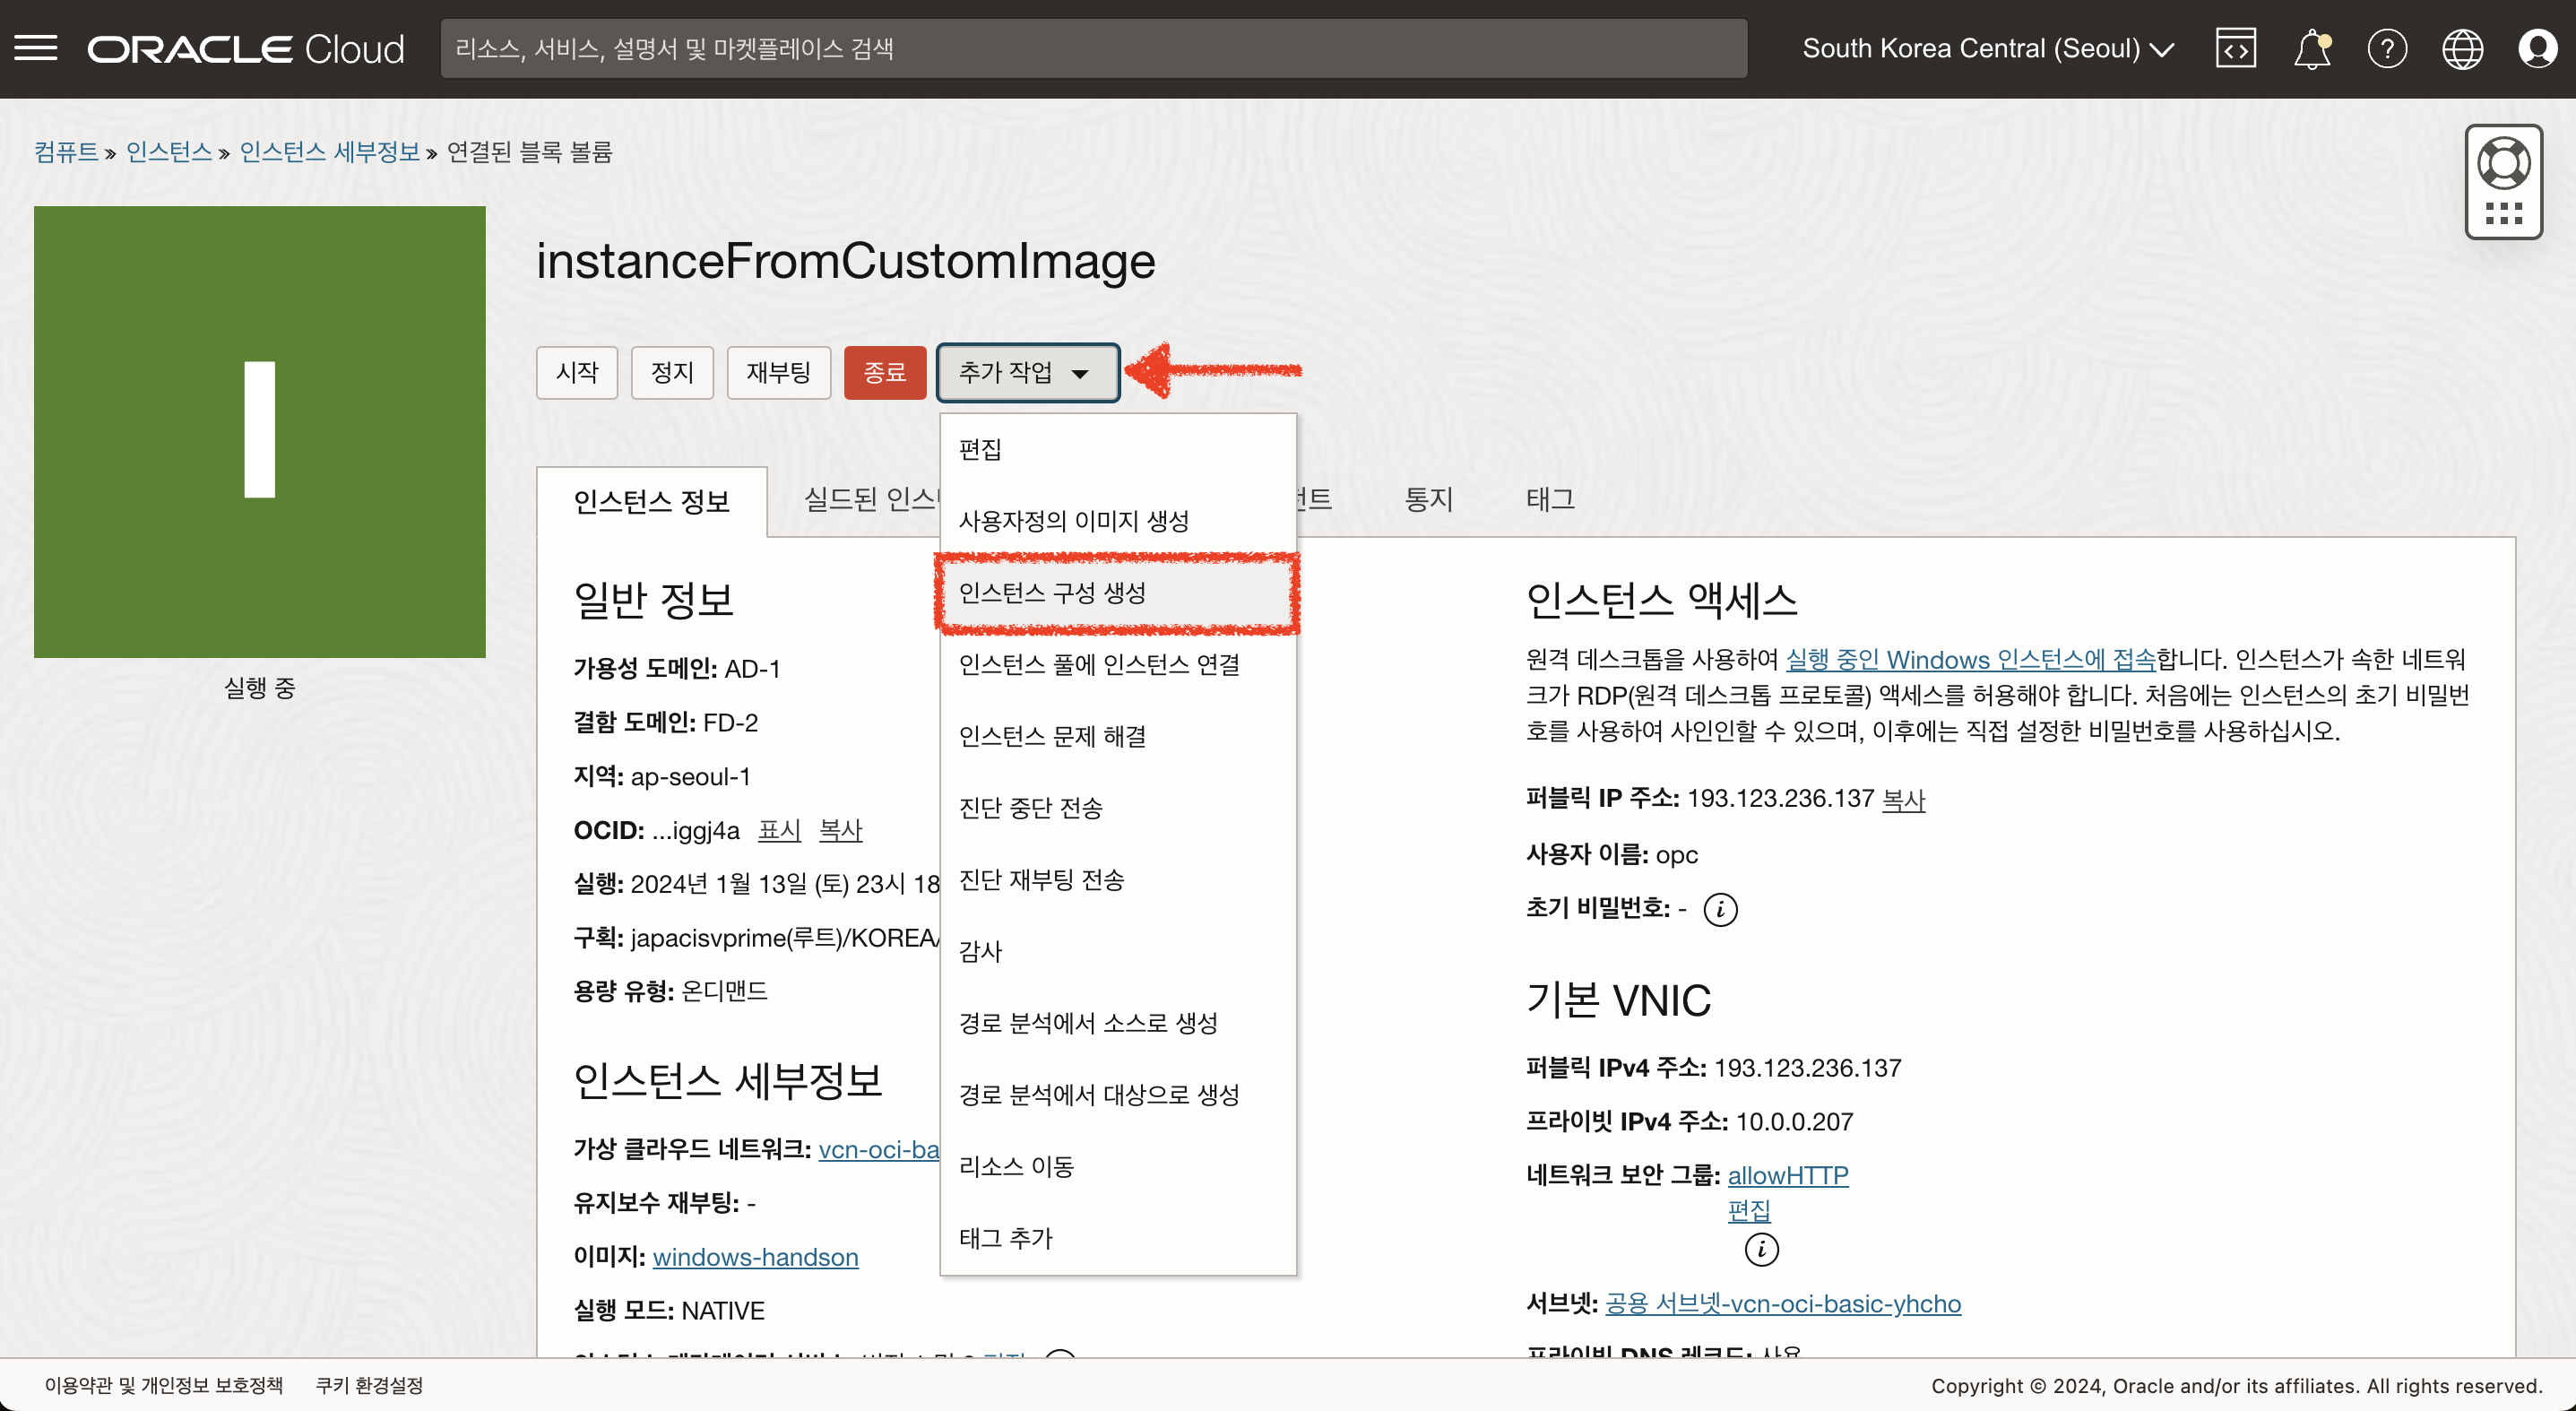 ORACLE Cloud
리소스, 서비스, 설명서 및 마켓플레이스 검색
South Korea Central (Seoul)
컴퓨트 » 인스턴스 » 인스턴스 세부정보 » 연결된 블록 볼륨
I
실행 중
instanceFromCustomImage
시작 정지 재부팅 종료 추가 작업
편집
사용자정의 이미지 생성
인스턴스 구성 생성
인스턴스 풀에 인스턴스 연결
인스턴스 문제 해결
진단 중단 전송
진단 재부팅 전송
감사
경로 분석에서 소스로 생성
경로 분석에서 대상으로 생성
리소스 이동
태그 추가
인스턴스 정보 실드된 통지 태그
일반 정보
가용성 도메인: AD-1
결함 도메인: FD-2
지역: ap-seoul-1
OCID: ...iggj4a 표시 복사
실행: 2024년 1월 13일 (토) 23시 18
구획: japacisvprime(루트)/KOREA/
용량 유형: 온디맨드
인스턴스 세부정보
가상 클라우드 네트워크: vcn-oci-ba
유지보수 재부팅: -
이미지: windows-handson
실행 모드: NATIVE
인스턴스 액세스
원격 데스크톱을 사용하여 실행 중인 Windows 인스턴스에 접속합니다. 인스턴스가 속한 네트워
크가 RDP(원격 데스크톱 프로토콜) 액세스를 허용해야 합니다. 처음에는 인스턴스의 초기 비밀번
호를 사용하여 사인인할 수 있으며, 이후에는 직접 설정한 비밀번호를 사용하십시오.
퍼블릭 IP 주소: 193.123.236.137 복사
사용자 이름: opc
초기 비밀번호: -
기본 VNIC
퍼블릭 IPv4 주소: 193.123.236.137
프라이빗 IPv4 주소: 10.0.0.207
네트워크 보안 그룹: allowHTTP
편집
서브넷: 공용 서브넷-vcn-oci-basic-yhcho
프라이빗 DNS 레코드: 사용
이용약관 및 개인정보 보호정책 쿠키 환경설정
Copyright © 2024, Oracle and/or its affiliates. All rights reserved.